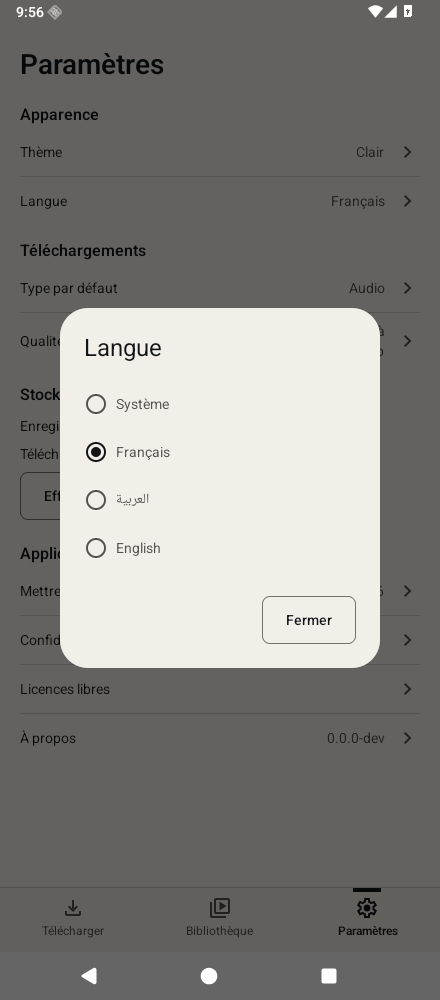 9:56
Paramètres
Apparence
Thème Clair
Langue Français
Téléchargements
Type par défaut Audio
Langue
Système
Français
العربية
English
Fermer
Licences libres
À propos 0.0.0-dev
Télécharger Bibliothèque Paramètres